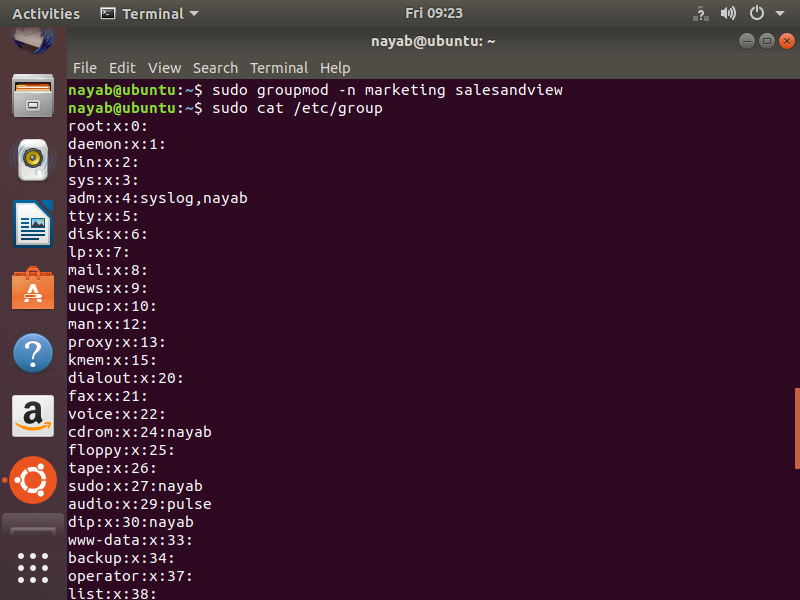 Activities Terminal Fri 09:23
nayab@ubuntu: ~
File Edit View Search Terminal Help
nayab@ubuntu:~$ sudo groupmod -n marketing salesandview
nayab@ubuntu:~$ sudo cat /etc/group
root:x:0:
daemon:x:1:
bin:x:2:
sys:x:3:
adm:x:4:syslog,nayab
tty:x:5:
disk:x:6:
lp:x:7:
mail:x:8:
news:x:9:
uucp:x:10:
man:x:12:
proxy:x:13:
kmem:x:15:
dialout:x:20:
fax:x:21:
voice:x:22:
cdrom:x:24:nayab
floppy:x:25:
tape:x:26:
sudo:x:27:nayab
audio:x:29:pulse
dip:x:30:nayab
www-data:x:33:
backup:x:34:
operator:x:37:
list:x:38: